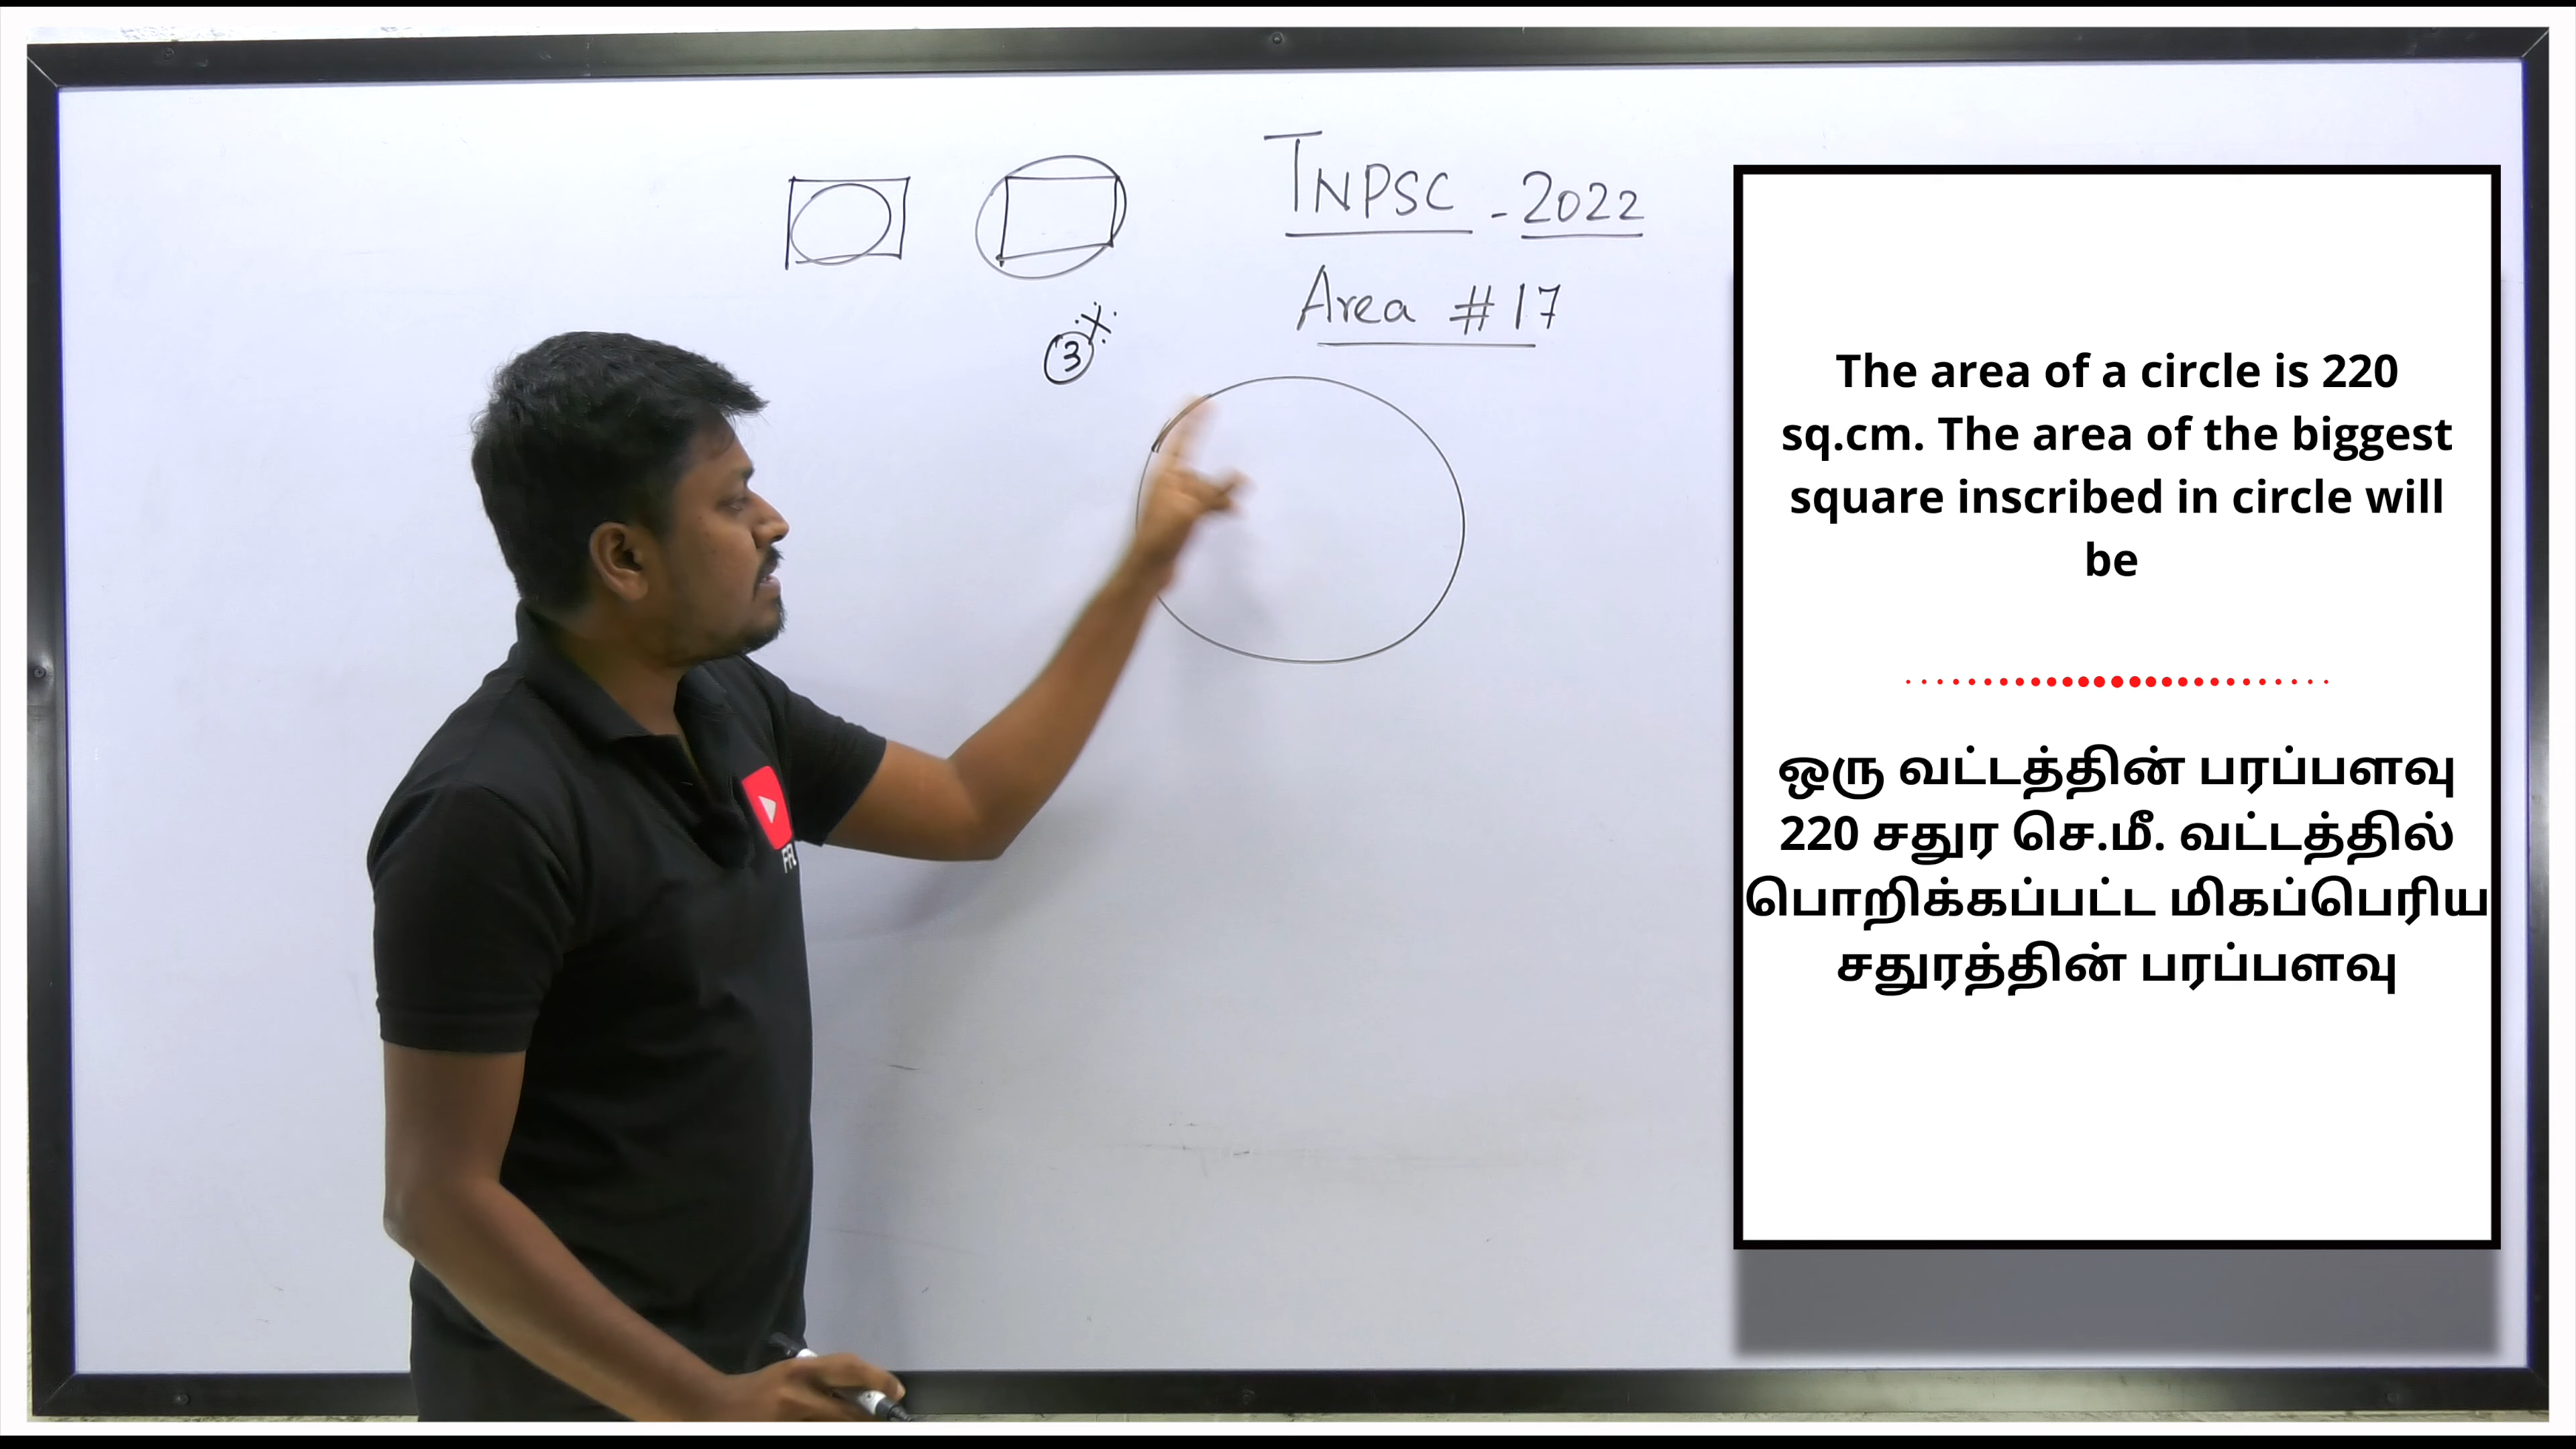 TNPSC - 2022
Area # 17
3
The area of a circle is 220
sq.cm. The area of the biggest
square inscribed in circle will
be
ஒரு வட்டத்தின் பரப்பளவு
220 சதுர செ.மீ. வட்டத்தில்
பொறிக்கப்பட்ட மிகப்பெரிய
சதுரத்தின் பரப்பளவு